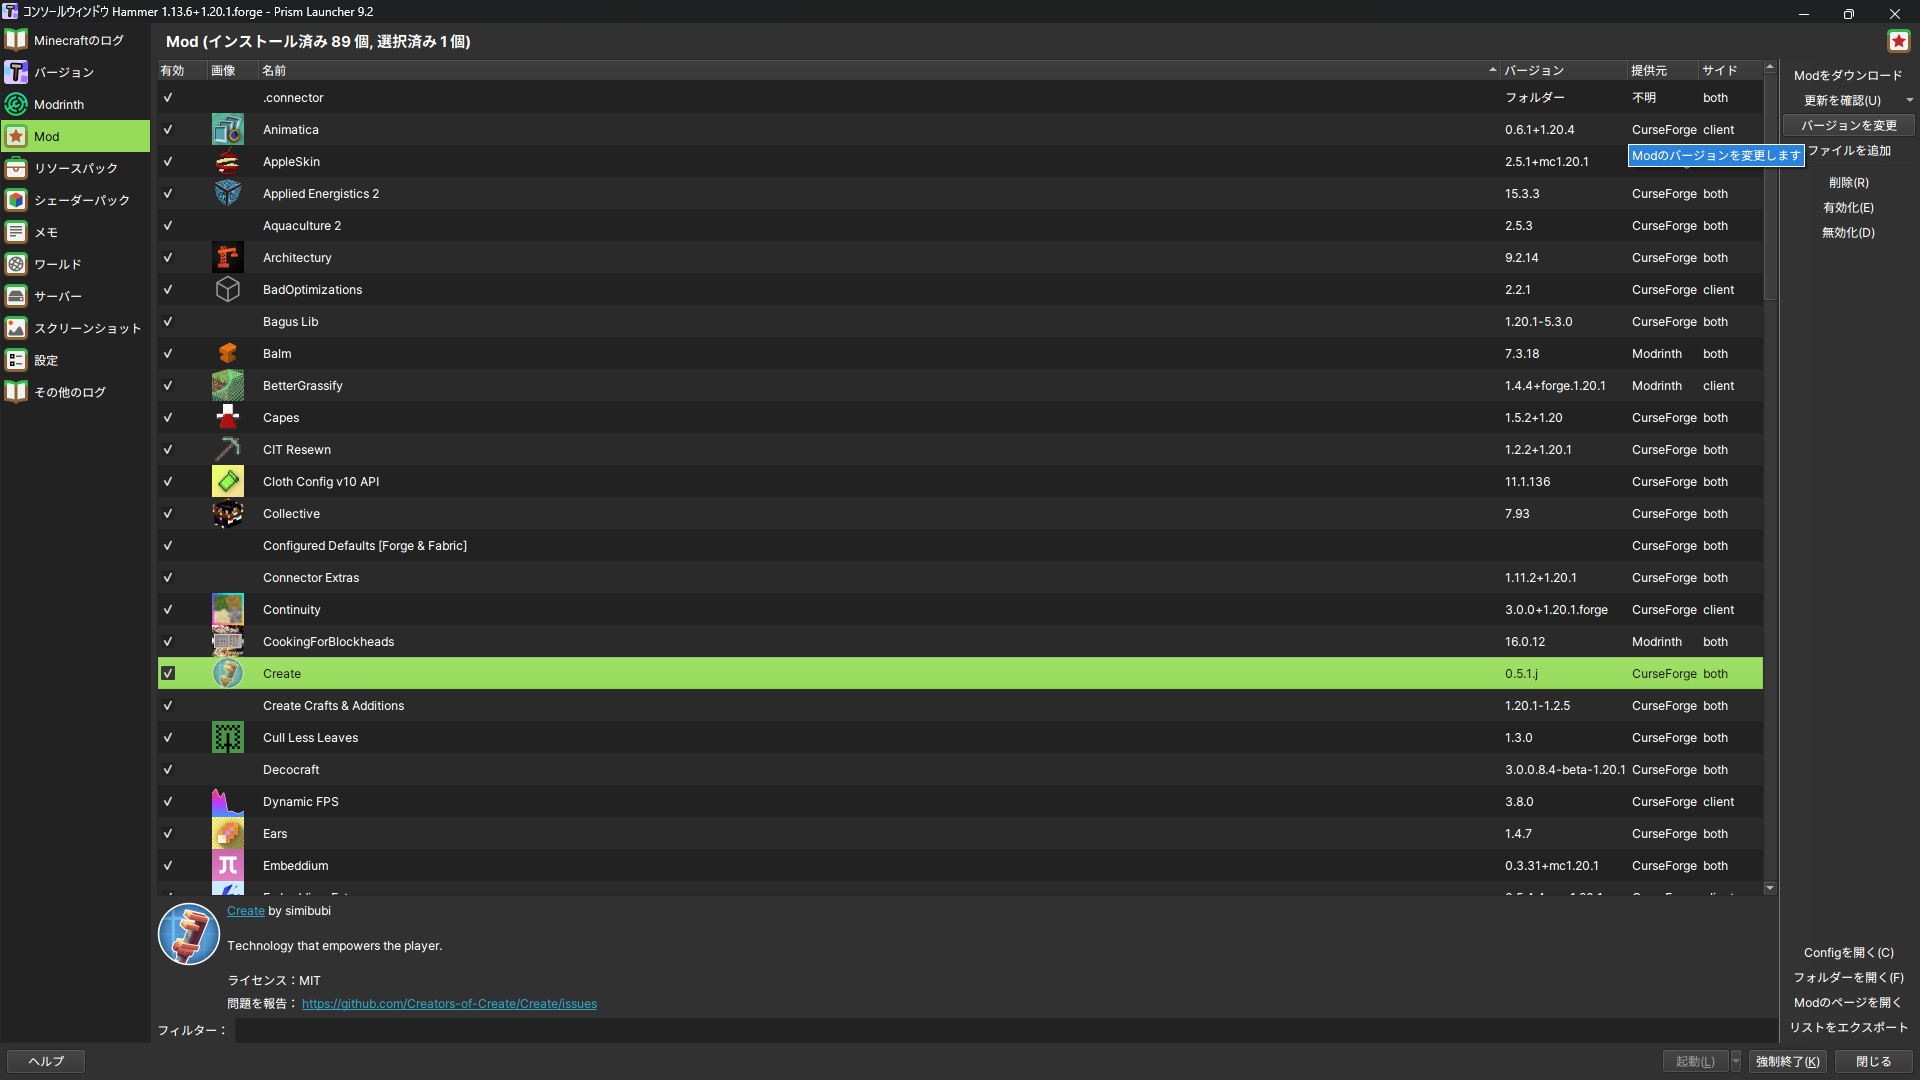 コンソールウィンドウ Hammer 1.13.6+1.20.1.forge - Prism Launcher 9.2
Minecraftのログ
バージョン
Modrinth
Mod
リソースパック
シェーダーパック
メモ
ワールド
サーバー
スクリーンショット
設定
その他のログ
Mod (インストール済み 89 個, 選択済み 1 個)
有効 画像 名前 バージョン 提供元 サイド
.connector フォルダー 不明 both
Animatica 0.6.1+1.20.4 CurseForge client
AppleSkin 2.5.1+mc1.20.1
Applied Energistics 2 15.3.3 CurseForge both
Aquaculture 2 2.5.3 CurseForge both
Architectury 9.2.14 CurseForge both
BadOptimizations 2.2.1 CurseForge client
Bagus Lib 1.20.1-5.3.0 CurseForge both
Balm 7.3.18 Modrinth both
BetterGrassify 1.4.4+forge.1.20.1 Modrinth client
Capes 1.5.2+1.20 CurseForge both
CIT Resewn 1.2.2+1.20.1 CurseForge both
Cloth Config v10 API 11.1.136 CurseForge both
Collective 7.93 CurseForge both
Configured Defaults [Forge & Fabric] CurseForge both
Connector Extras 1.11.2+1.20.1 CurseForge both
Continuity 3.0.0+1.20.1.forge CurseForge client
CookingForBlockheads 16.0.12 Modrinth both
Create 0.5.1.j CurseForge both
Create Crafts & Additions 1.20.1-1.2.5 CurseForge both
Cull Less Leaves 1.3.0 CurseForge both
Decocraft 3.0.0.8.4-beta-1.20.1 CurseForge both
Dynamic FPS 3.8.0 CurseForge client
Ears 1.4.7 CurseForge both
Embeddium 0.3.31+mc1.20.1 CurseForge both
Create by simibubi
Technology that empowers the player.
ライセンス：MIT
問題を報告： https://github.com/Creators-of-Create/Create/issues
フィルター：
Modをダウンロード
更新を確認(U)
バージョンを変更
Modのバージョンを変更します
ファイルを追加
削除(R)
有効化(E)
無効化(D)
Configを開く(C)
フォルダーを開く(F)
Modのページを開く
リストをエクスポート
ヘルプ
起動(L)
強制終了(K)
閉じる